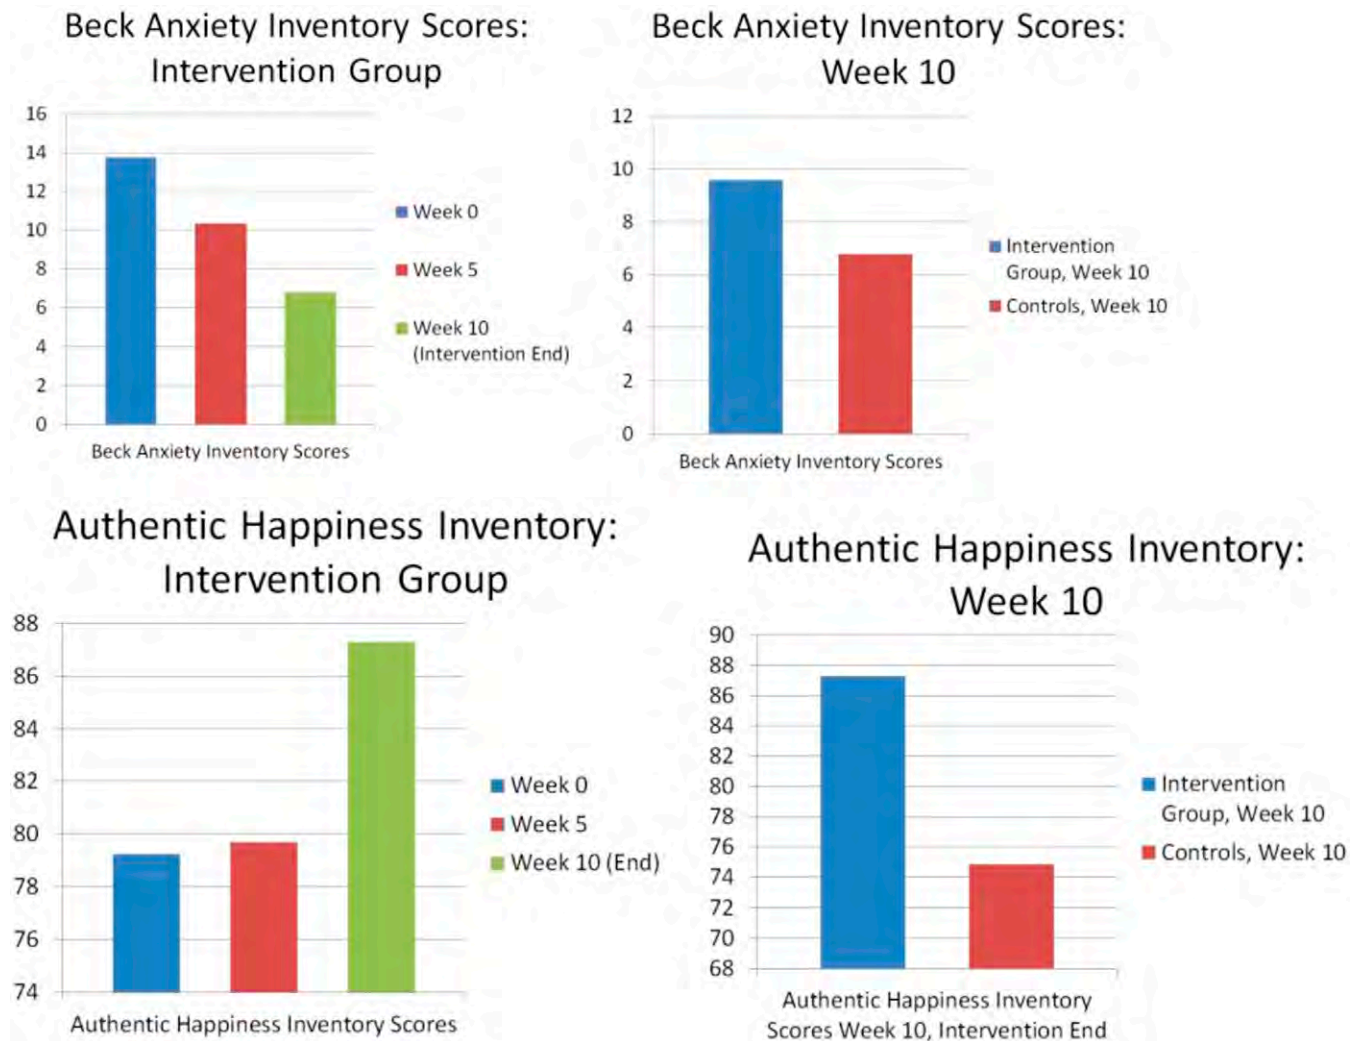 Beck Anxiety Inventory Scores:
Intervention Group
16
14
12
10
8
6
4
2
0
Week 0
Week 5
Week 10
(Intervention End)
Beck Anxiety Inventory Scores
Beck Anxiety Inventory Scores:
Week 10
12
10
8
6
4
2
0
Intervention
Group, Week 10
Controls, Week 10
Beck Anxiety Inventory Scores
Authentic Happiness Inventory:
Intervention Group
88
86
84
82
80
78
76
74
Week 0
Week 5
Week 10 (End)
Authentic Happiness Inventory Scores
Authentic Happiness Inventory:
Week 10
90
88
86
84
82
80
78
76
74
72
70
68
Intervention
Group, Week 10
Controls, Week 10
Authentic Happiness Inventory
Scores Week 10, Intervention End